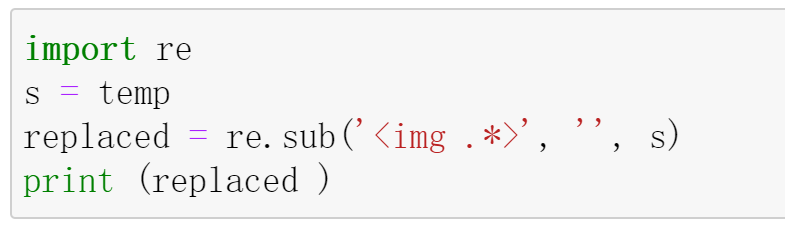 import re
s = temp
replaced = re.sub('<img .*>', '', s)
print (replaced )